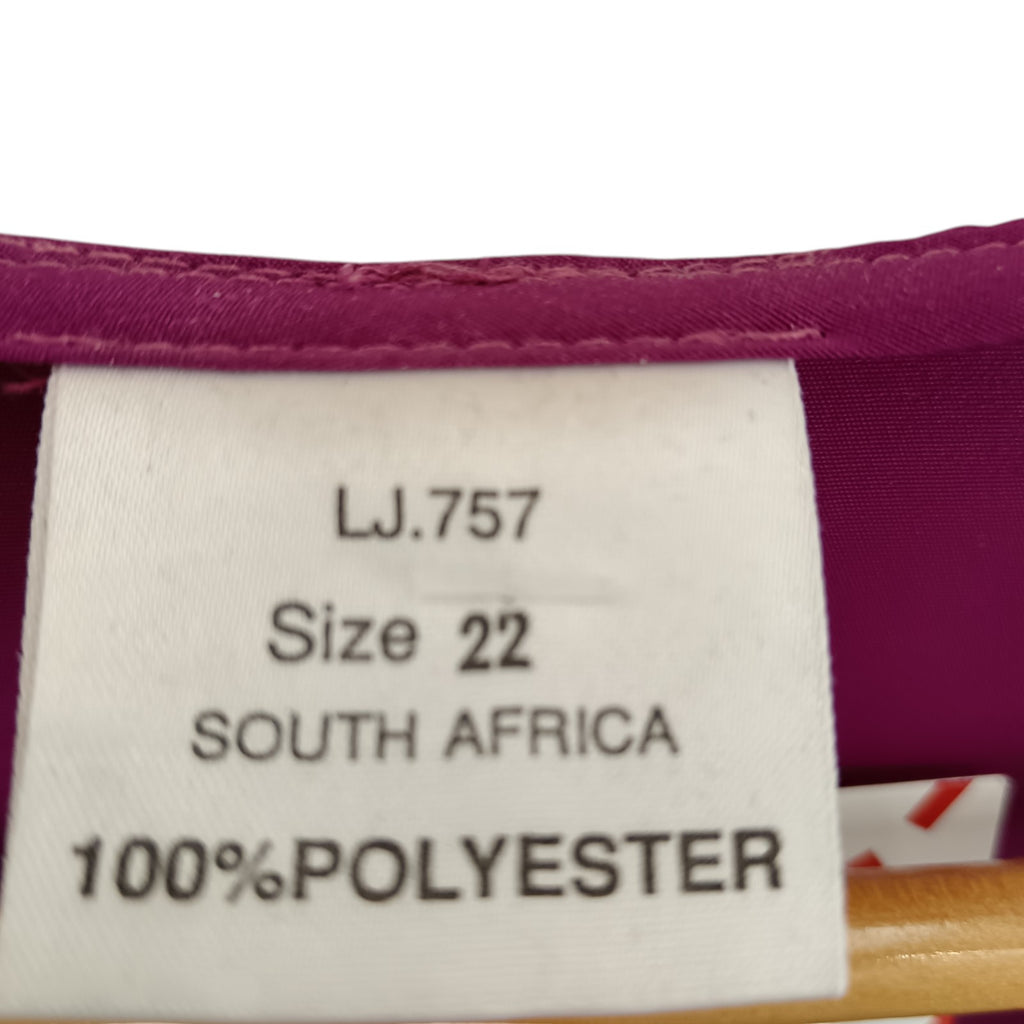 LJ.757
Size 22
SOUTH AFRICA
100%POLYESTER